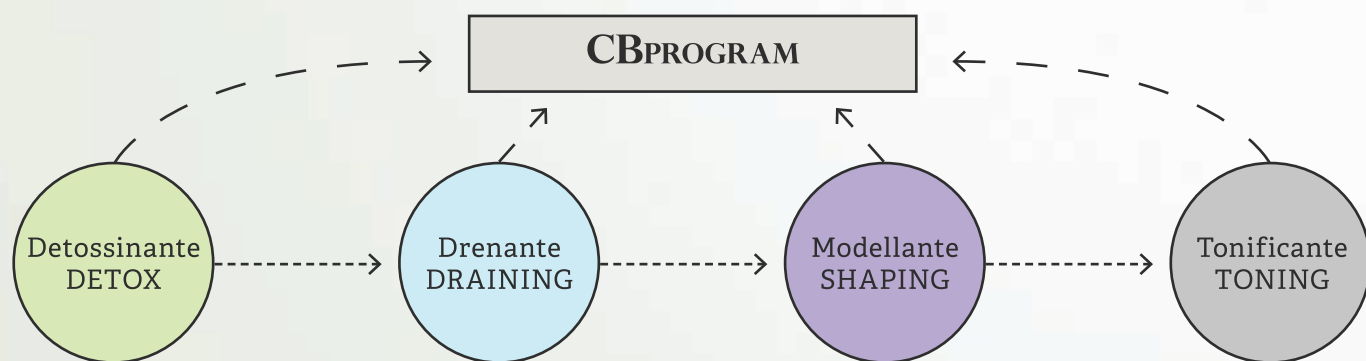 CBPROGRAM
Detossinante
DETOX
Drenante
DRAINING
Modellante
SHAPING
Tonificante
TONING